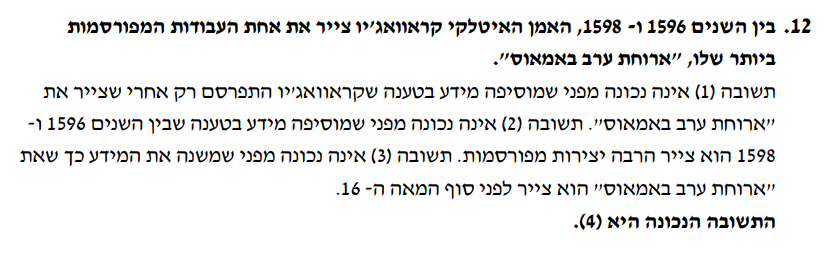 12. בין השנים 1596 ו- 1598, האמן האיטלקי קראוואג׳יו צייר את אחת העבודות המפורסמות
ביותר שלו, ״ארוחת ערב באמאוס״.
תשובה (1) אינה נכונה מפני שמוסיפה מידע בטענה שקראוואג׳יו התפרסם רק אחרי שצייר את
״ארוחת ערב באמאוס״. תשובה (2) אינה נכונה מפני שמוסיפה מידע בטענה שבין השנים 1596 ו-
1598 הוא צייר הרבה יצירות מפורסמות. תשובה (3) אינה נכונה מפני שמשנה את המידע כך שאת
״ארוחת ערב באמאוס״ הוא צייר לפני סוף המאה ה- 16.
התשובה הנכונה היא (4).